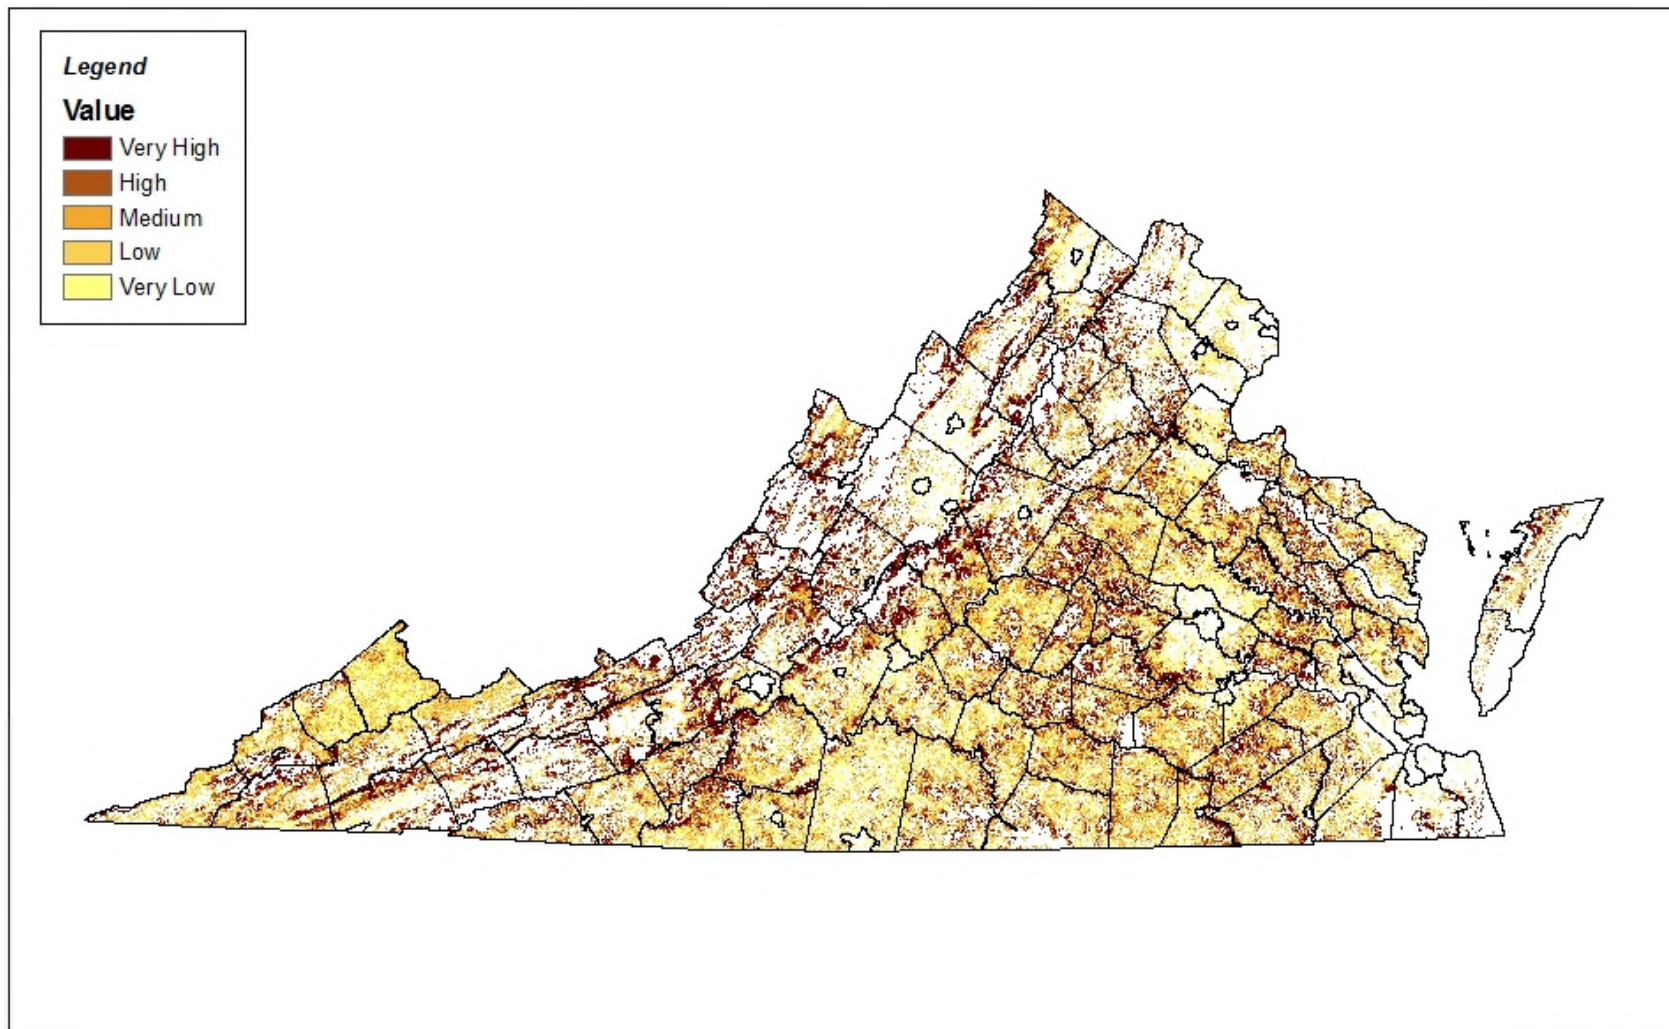 Legend
Value
Very High
High
Medium
Low
Very Low